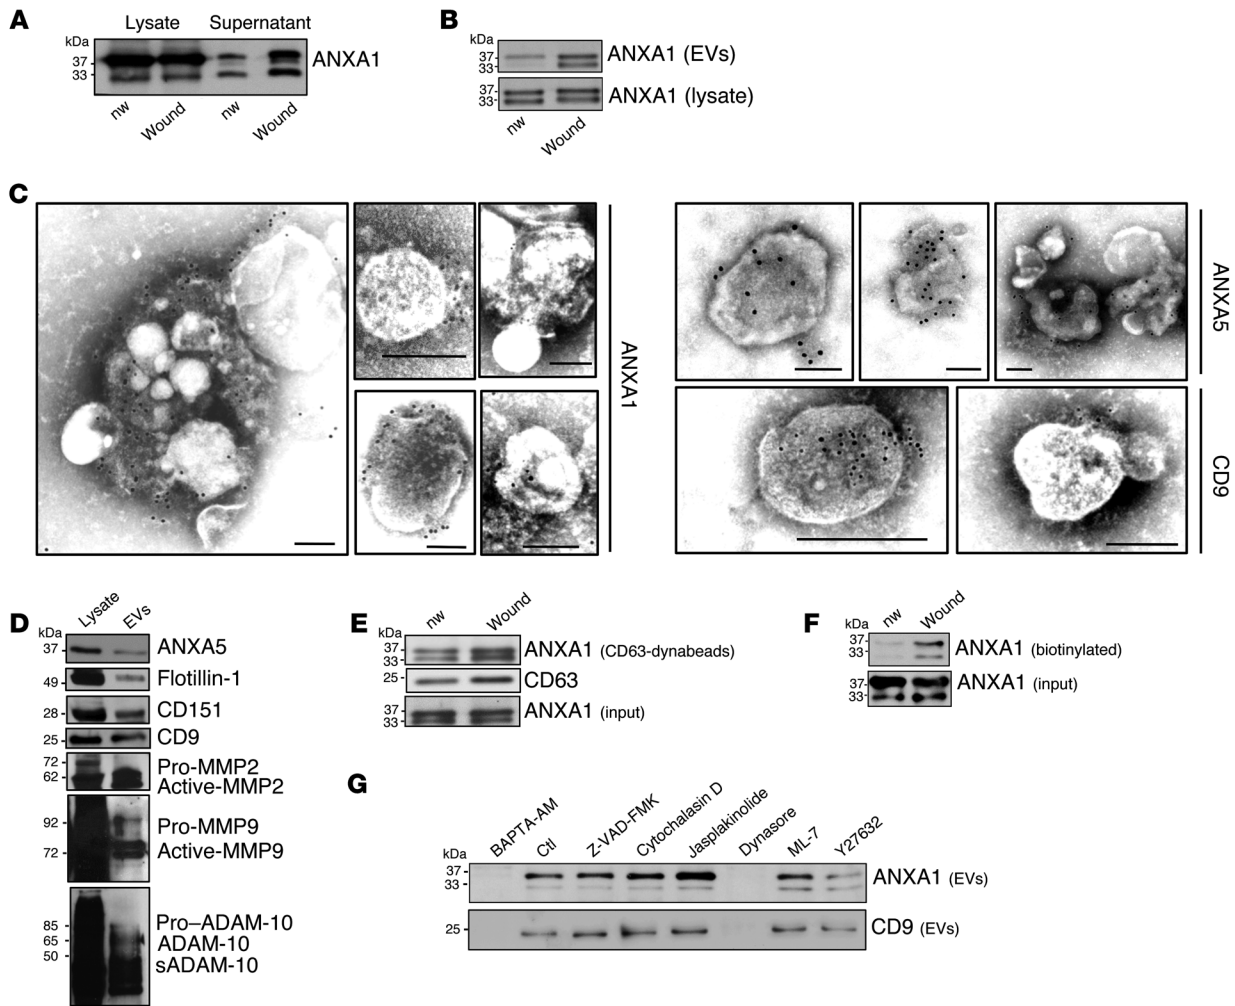 A
Lysate Supernatant
kDa
37
33
ANXA1
nw Wound nw Wound
B
kDa
37
33
ANXA1 (EVs)
37
33
ANXA1 (lysate)
nw Wound
C
ANXA1
ANXA5
CD9
D
Lysate EVs
kDa
37
ANXA5
49
Flotillin-1
28
CD151
25
CD9
72
62
Pro-MMP2
Active-MMP2
92
72
Pro-MMP9
Active-MMP9
85
65
50
Pro–ADAM-10
ADAM-10
sADAM-10
E
nw Wound
kDa
37
33
ANXA1 (CD63-dynabeads)
25
CD63
37
33
ANXA1 (input)
F
nw Wound
kDa
37
33
ANXA1 (biotinylated)
37
33
ANXA1 (input)
G
BAPTA-AM Ctl Z-VAD-FMK Cytochalasin D Jasplakinolide Dynasore ML-7 Y27632
kDa
37
33
ANXA1 (EVs)
25
CD9 (EVs)